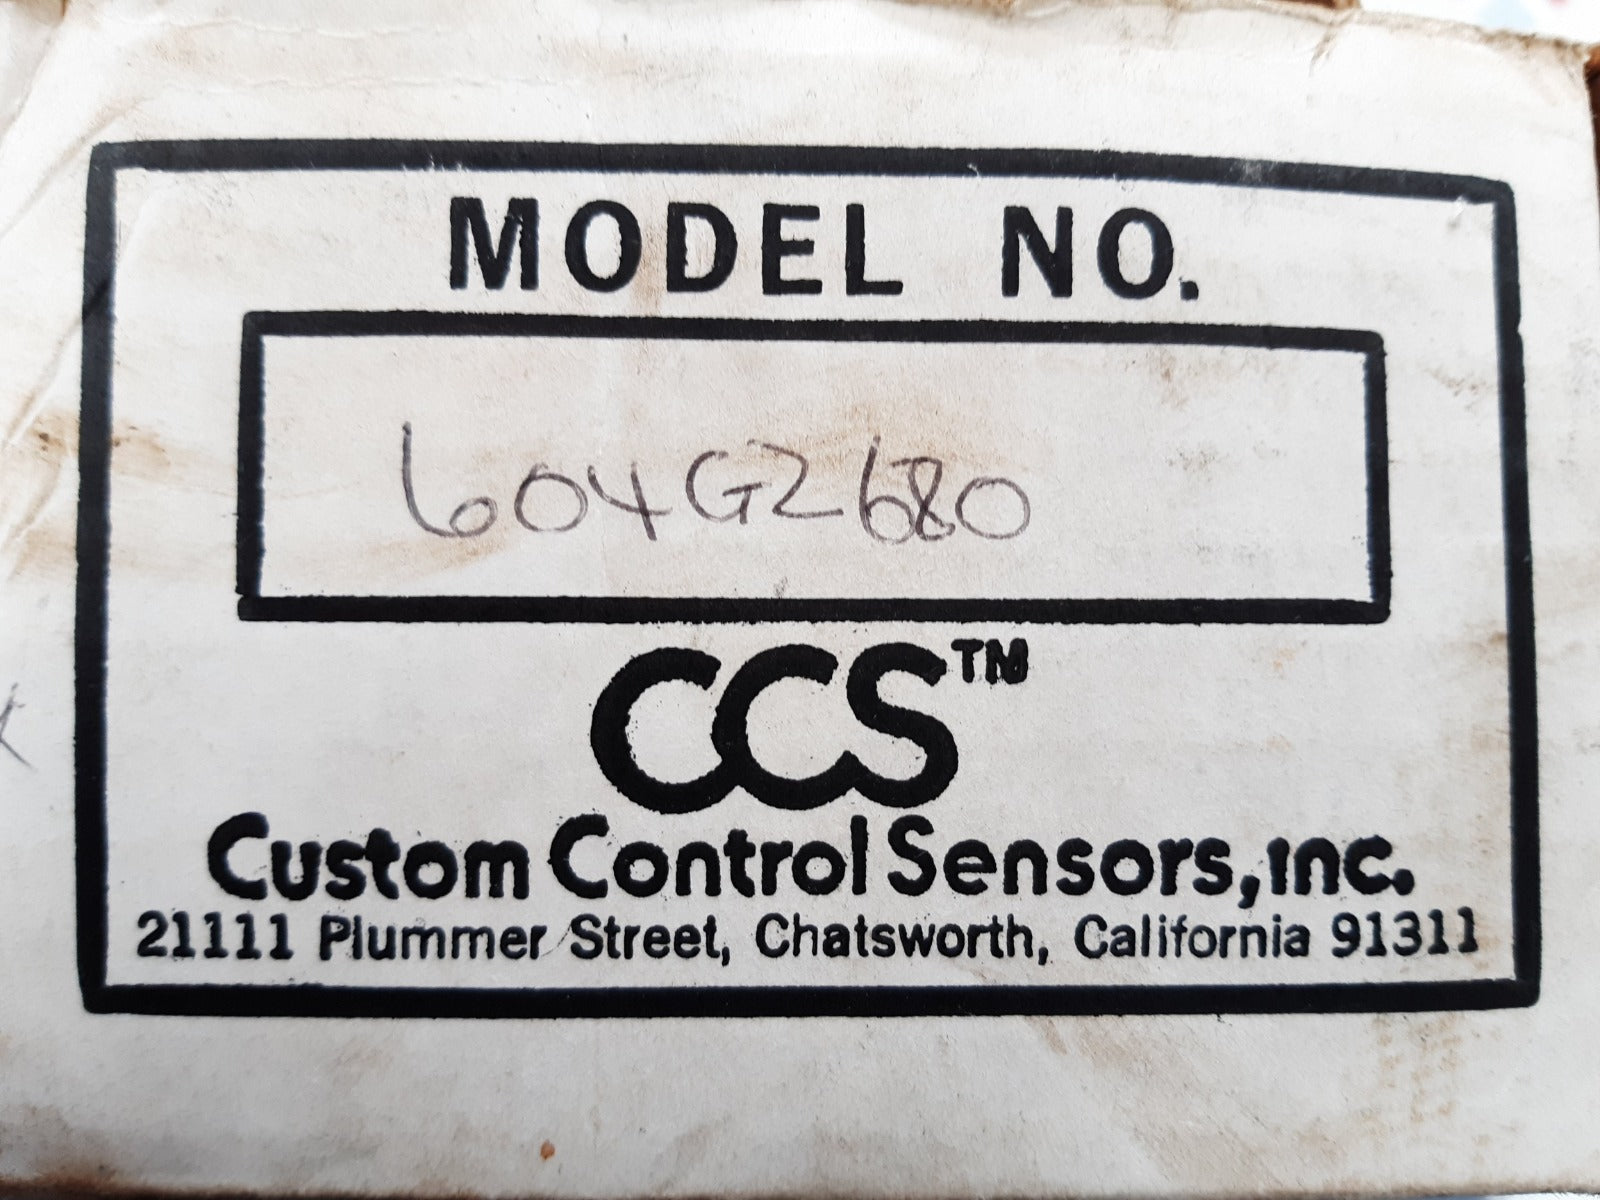 MODEL NO.
604G2680
CCS™
Custom Control Sensors, inc.
21111 Plummer Street, Chatsworth, California 91311